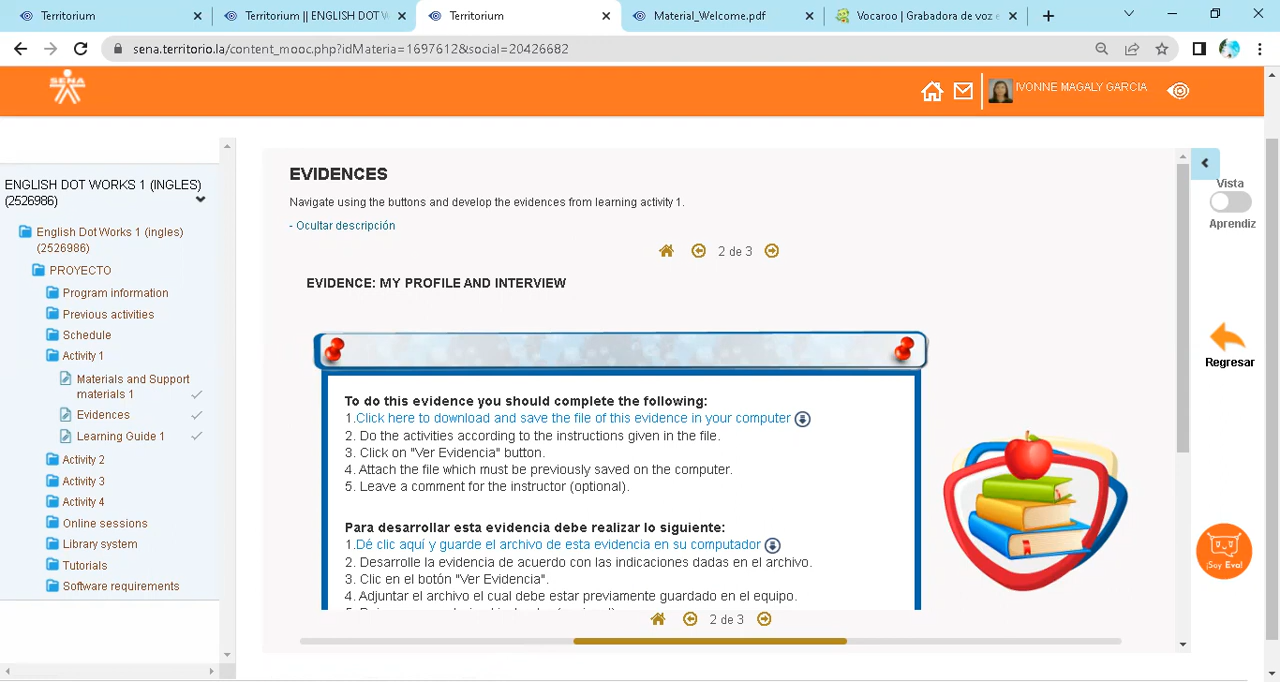 Territorium
Territorium || ENGLISH DOT W
Territorium
Material_Welcome.pdf
Vocaroo | Grabadora de voz e
sena.territorio.la/content_mooc.php?idMateria=1697612&social=20426682
SENA
IVONNE MAGALY GARCIA
ENGLISH DOT WORKS 1 (INGLES)
(2526986)
English Dot Works 1 (ingles)
(2526986)
PROYECTO
Program information
Previous activities
Schedule
Activity 1
Materials and Support
materials 1
Evidences
Learning Guide 1
Activity 2
Activity 3
Activity 4
Online sessions
Library system
Tutorials
Software requirements
EVIDENCES
Navigate using the buttons and develop the evidences from learning activity 1.
- Ocultar descripción
2 de 3
EVIDENCE: MY PROFILE AND INTERVIEW
To do this evidence you should complete the following:
1. Click here to download and save the file of this evidence in your computer
2. Do the activities according to the instructions given in the file.
Click on "Ver Evidencia" button.
4. Attach the file which must be previously saved on the computer.
5. Leave a comment for the instructor (optional).
Para desarrollar esta evidencia debe realizar lo siguiente:
1. De clic aquí y guarde el archivo de esta evidencia en su computador
2. Desarrolle la evidencia de acuerdo con las indicaciones dadas en el archivo.
3. Clic en el botón "Ver Evidencia".
Adjuntar el archivo el cual debe estar previamente guardado en el equipo.
2 de 3
Vista
Aprendiz
Regresar
¡Soy Eva!